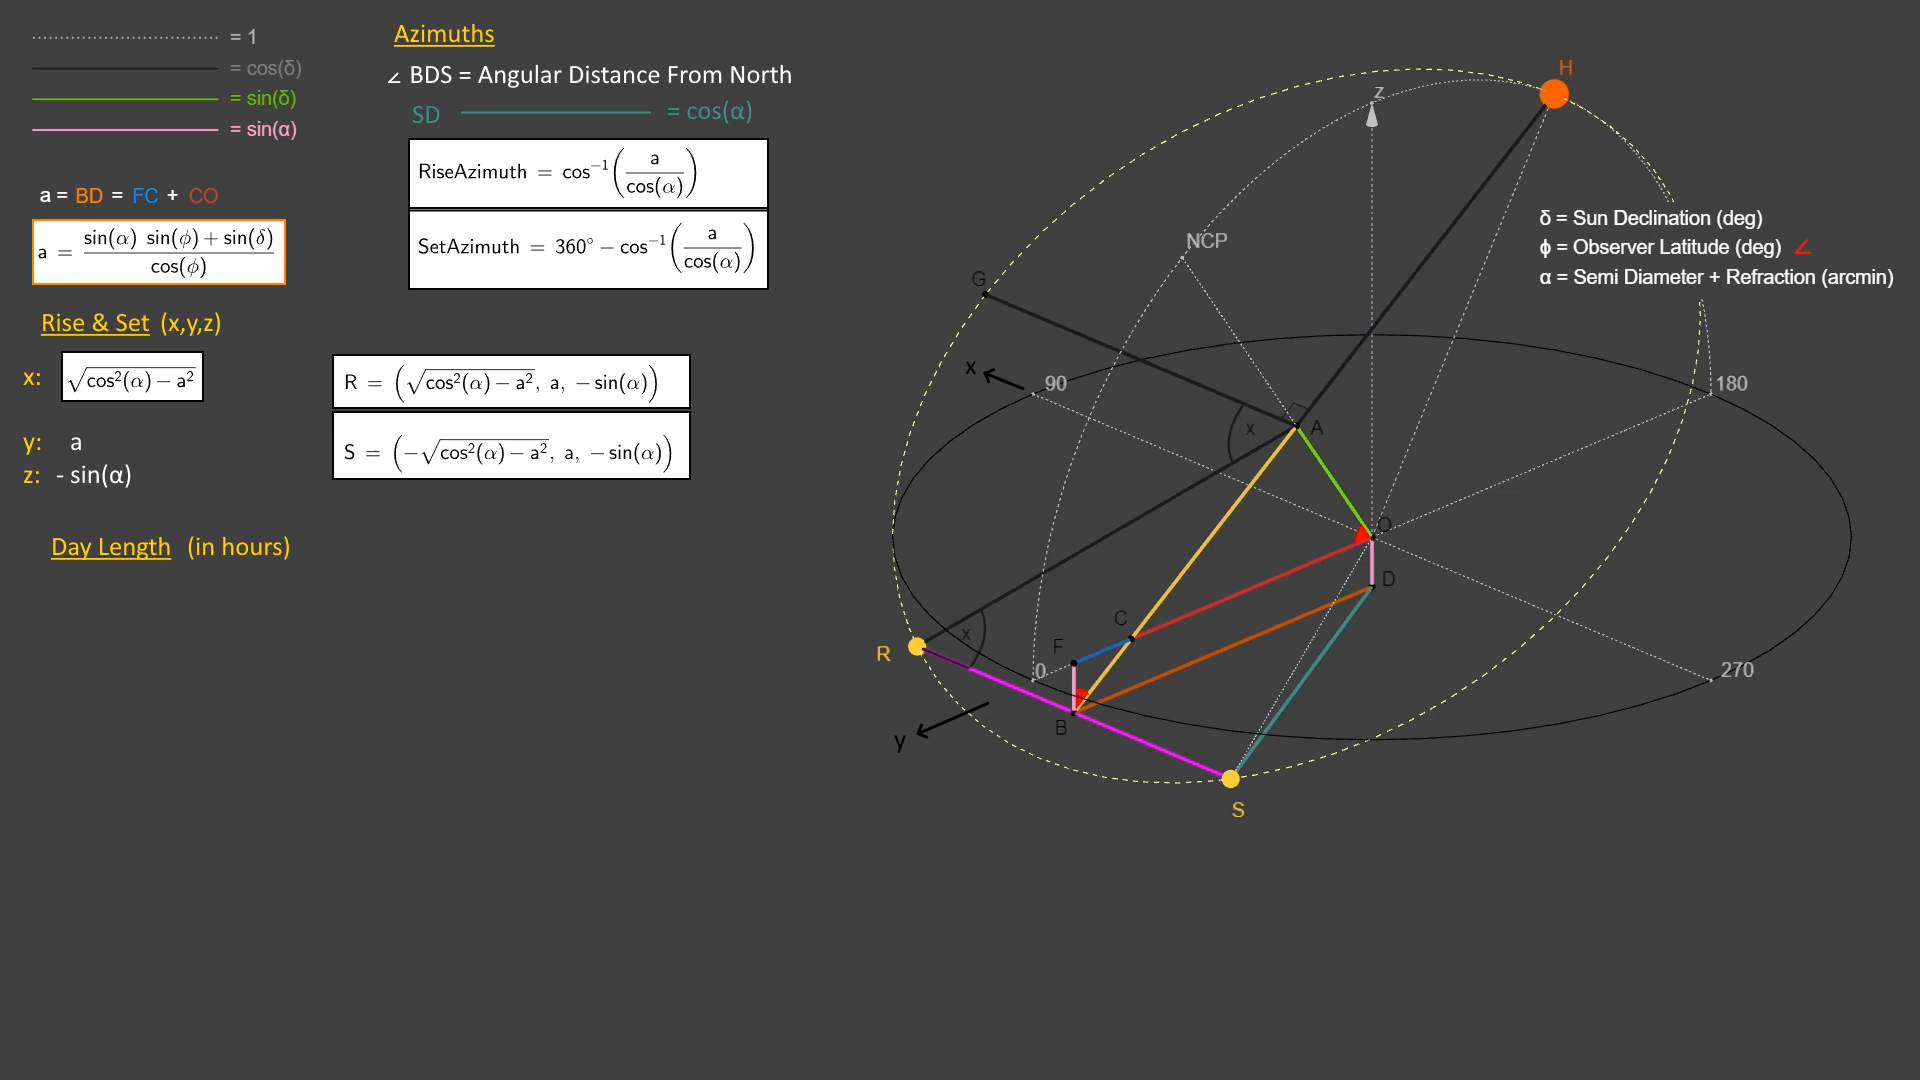 = 1
= cos(δ)
= sin(δ)
= sin(α)
a = BD = FC + CO
a = (sin(α) sin(ϕ) + sin(δ)) / cos(ϕ)
Rise & Set (x,y,z)
x: √(cos²(α) − a²)
y: a
z: - sin(α)
Day Length (in hours)
Azimuths
∠ BDS = Angular Distance From North
SD = cos(α)
RiseAzimuth = cos⁻¹(a / cos(α))
SetAzimuth = 360° − cos⁻¹(a / cos(α))
R = (√(cos²(α) − a²), a, − sin(α))
S = (−√(cos²(α) − a²), a, − sin(α))
H
z
NCP
G
x
90
180
x
A
O
D
C
F
x
R
0
270
B
y
S
δ = Sun Declination (deg)
ϕ = Observer Latitude (deg) ∠
α = Semi Diameter + Refraction (arcmin)